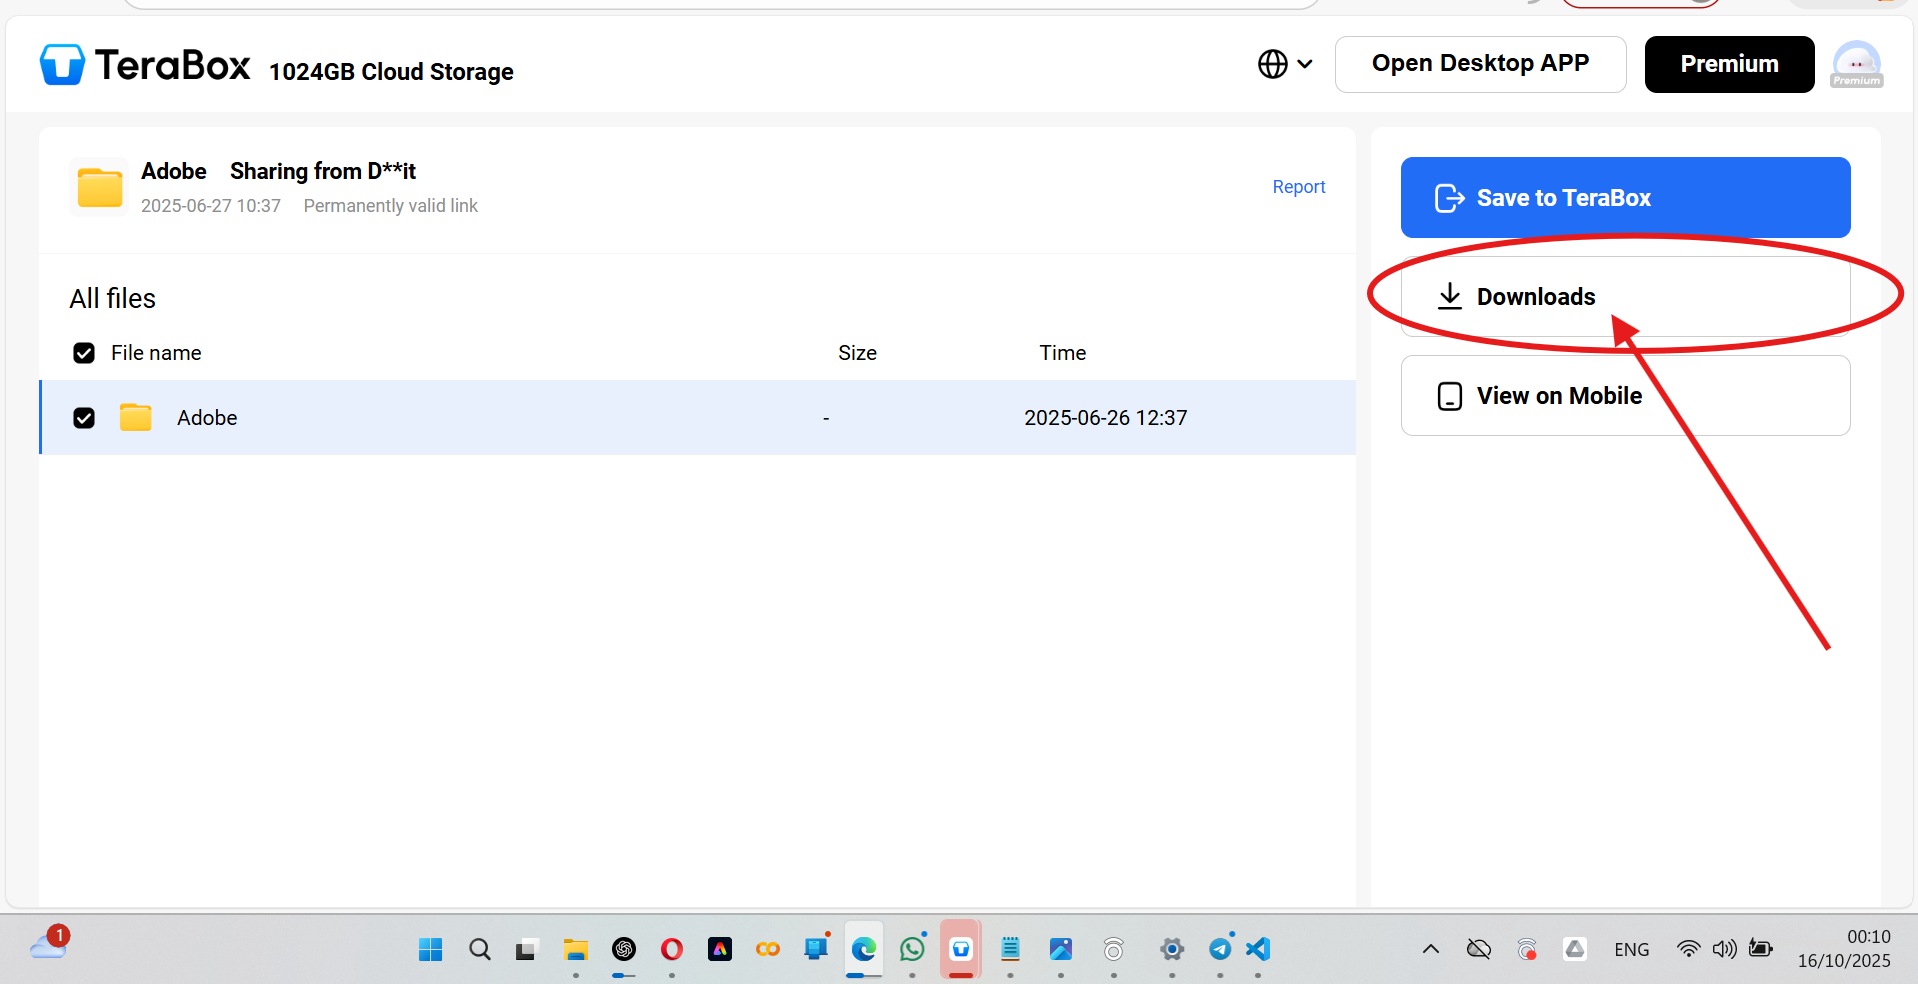 TeraBox 1024GB Cloud Storage
Open Desktop APP
Premium
Premium
Adobe Sharing from D**it
2025-06-27 10:37 Permanently valid link
Report
All files
File name Size Time
Adobe - 2025-06-26 12:37
Save to TeraBox
Downloads
View on Mobile
1
ENG
00:10
16/10/2025